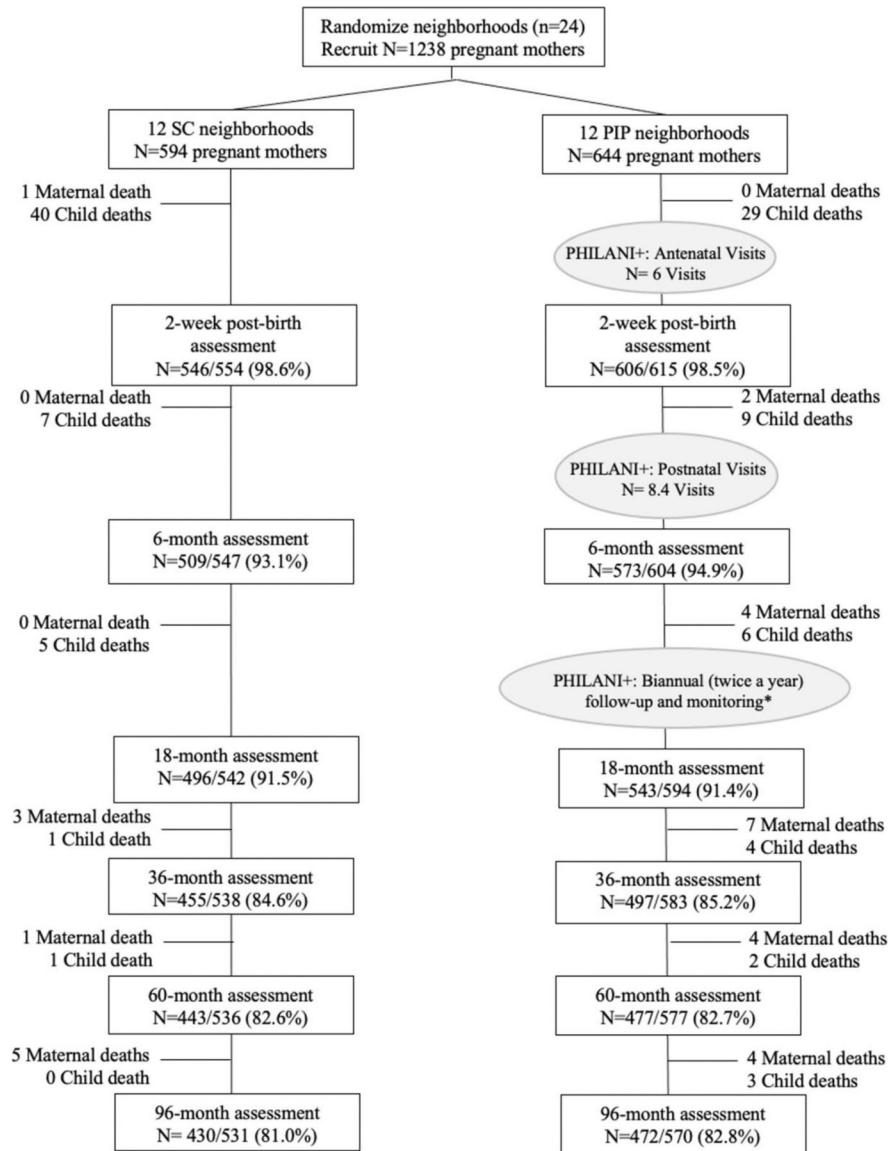 Randomize neighborhoods (n=24)
Recruit N=1238 pregnant mothers
12 SC neighborhoods
N=594 pregnant mothers
12 PIP neighborhoods
N=644 pregnant mothers
1 Maternal death
40 Child deaths
0 Maternal deaths
29 Child deaths
PHILANI+: Antenatal Visits
N= 6 Visits
2-week post-birth
assessment
N=546/554 (98.6%)
2-week post-birth
assessment
N=606/615 (98.5%)
0 Maternal death
7 Child deaths
2 Maternal deaths
9 Child deaths
PHILANI+: Postnatal Visits
N= 8.4 Visits
6-month assessment
N=509/547 (93.1%)
6-month assessment
N=573/604 (94.9%)
0 Maternal death
5 Child deaths
4 Maternal deaths
6 Child deaths
PHILANI+: Biannual (twice a year)
follow-up and monitoring*
18-month assessment
N=496/542 (91.5%)
18-month assessment
N=543/594 (91.4%)
3 Maternal deaths
1 Child death
7 Maternal deaths
4 Child deaths
36-month assessment
N=455/538 (84.6%)
36-month assessment
N=497/583 (85.2%)
1 Maternal death
1 Child death
4 Maternal deaths
2 Child deaths
60-month assessment
N=443/536 (82.6%)
60-month assessment
N=477/577 (82.7%)
5 Maternal deaths
0 Child death
4 Maternal deaths
3 Child deaths
96-month assessment
N= 430/531 (81.0%)
96-month assessment
N=472/570 (82.8%)